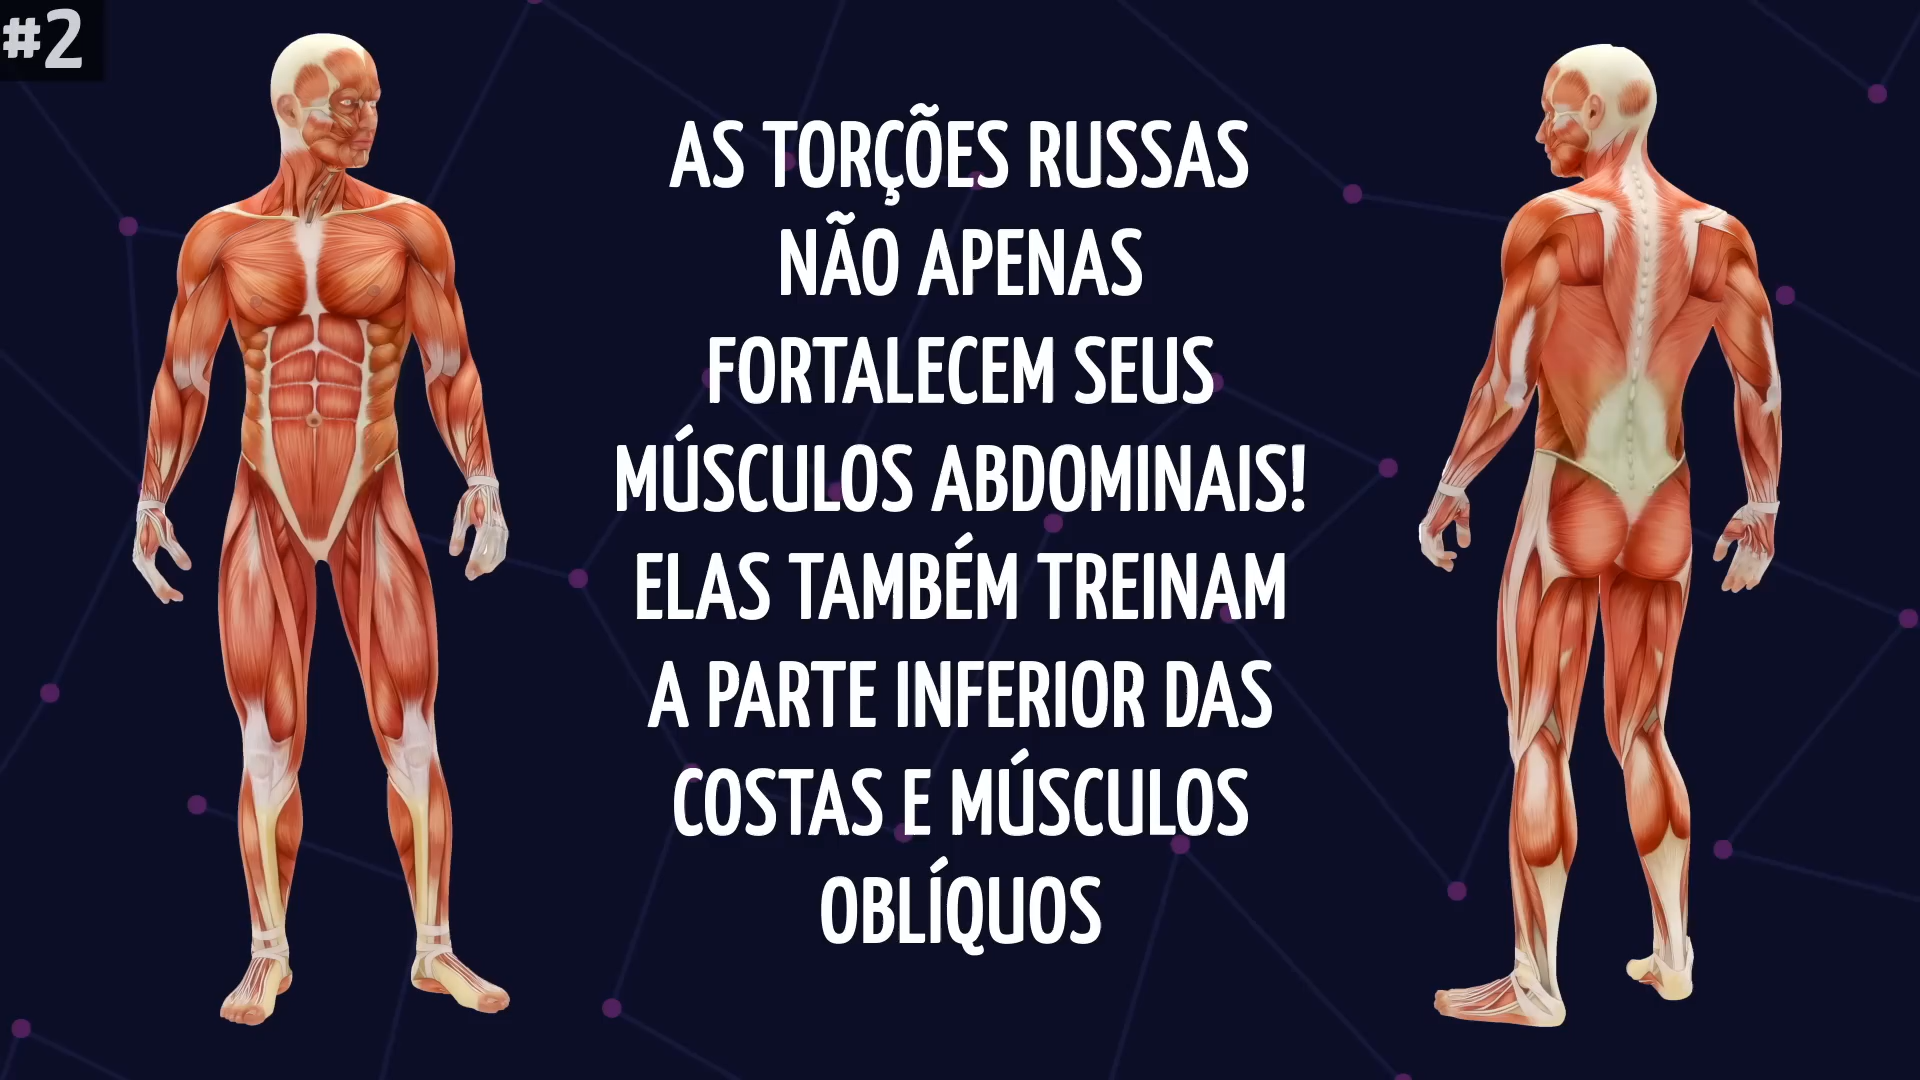 #2
AS TORÇÕES RUSSAS
NÃO APENAS
FORTALECEM SEUS
MÚSCULOS ABDOMINAIS!
ELAS TAMBÉM TREINAM
A PARTE INFERIOR DAS
COSTAS E MÚSCULOS
OBLÍQUOS